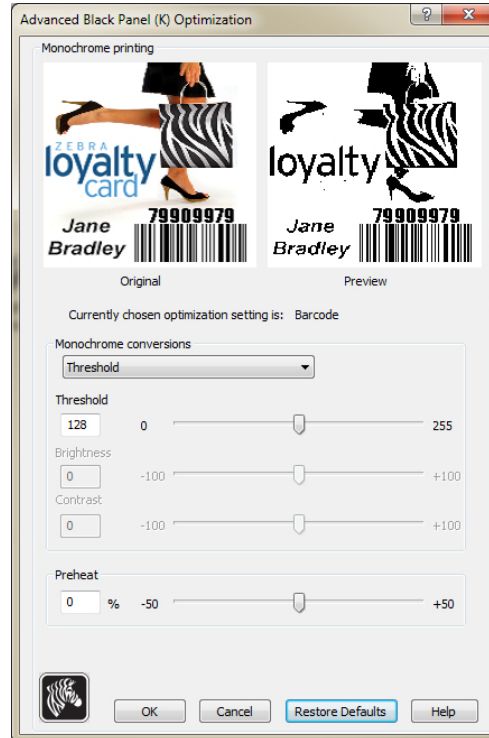 Advanced Black Panel (K) Optimization
Monochrome printing
ZEBRA
loyalty
card
79909979
Jane
Bradley
loyalty
79909979
Jane
Bradley
Original Preview
Currently chosen optimization setting is: Barcode
Monochrome conversions
Threshold
Threshold
128 0 255
Brightness
0 -100 +100
Contrast
0 -100 +100
Preheat
0 % -50 +50
OK Cancel Restore Defaults Help